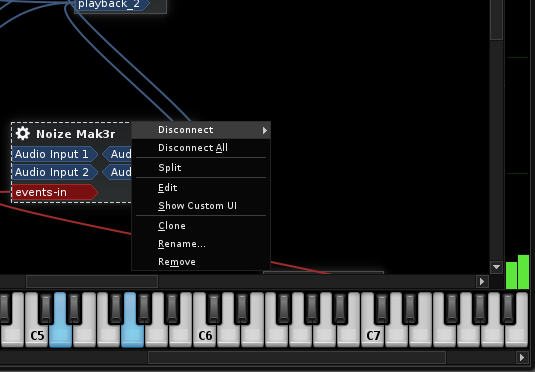 playback_2
Noize Mak3r
Audio Input 1
Aud
Audio Input 2
Aud
events-in
Disconnect
Disconnect All
Split
Edit
Show Custom UI
Clone
Rename...
Remove
C5
C6
C7